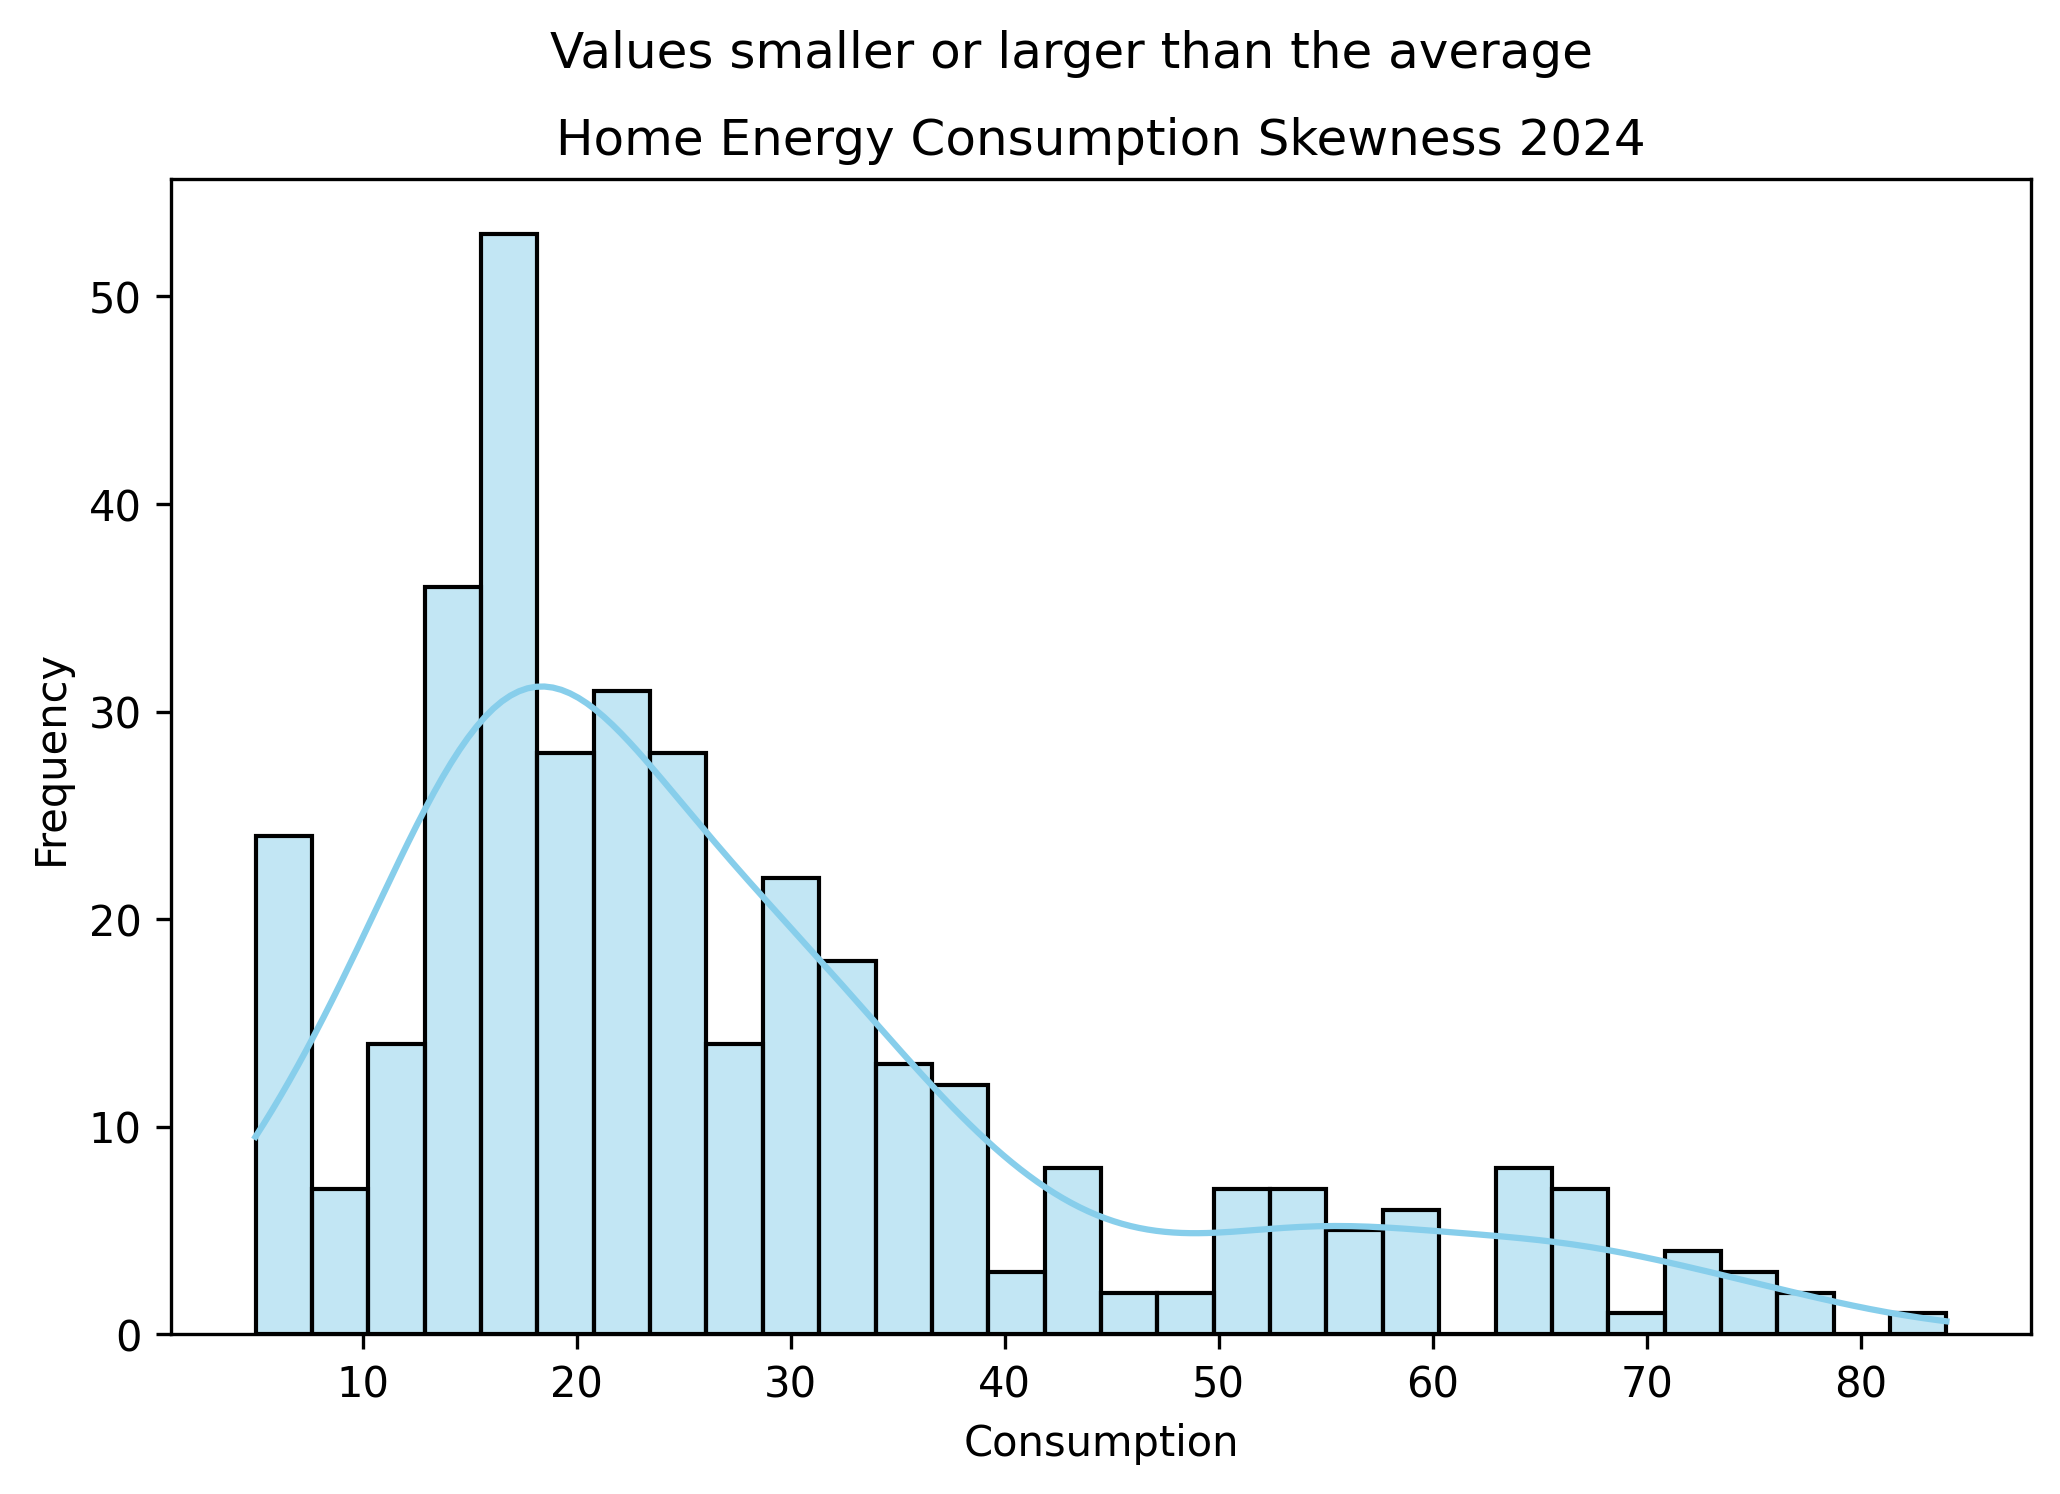 Values smaller or larger than the average
Home Energy Consumption Skewness 2024
Frequency
50
40
30
20
10
0
10 20 30 40 50 60 70 80
Consumption